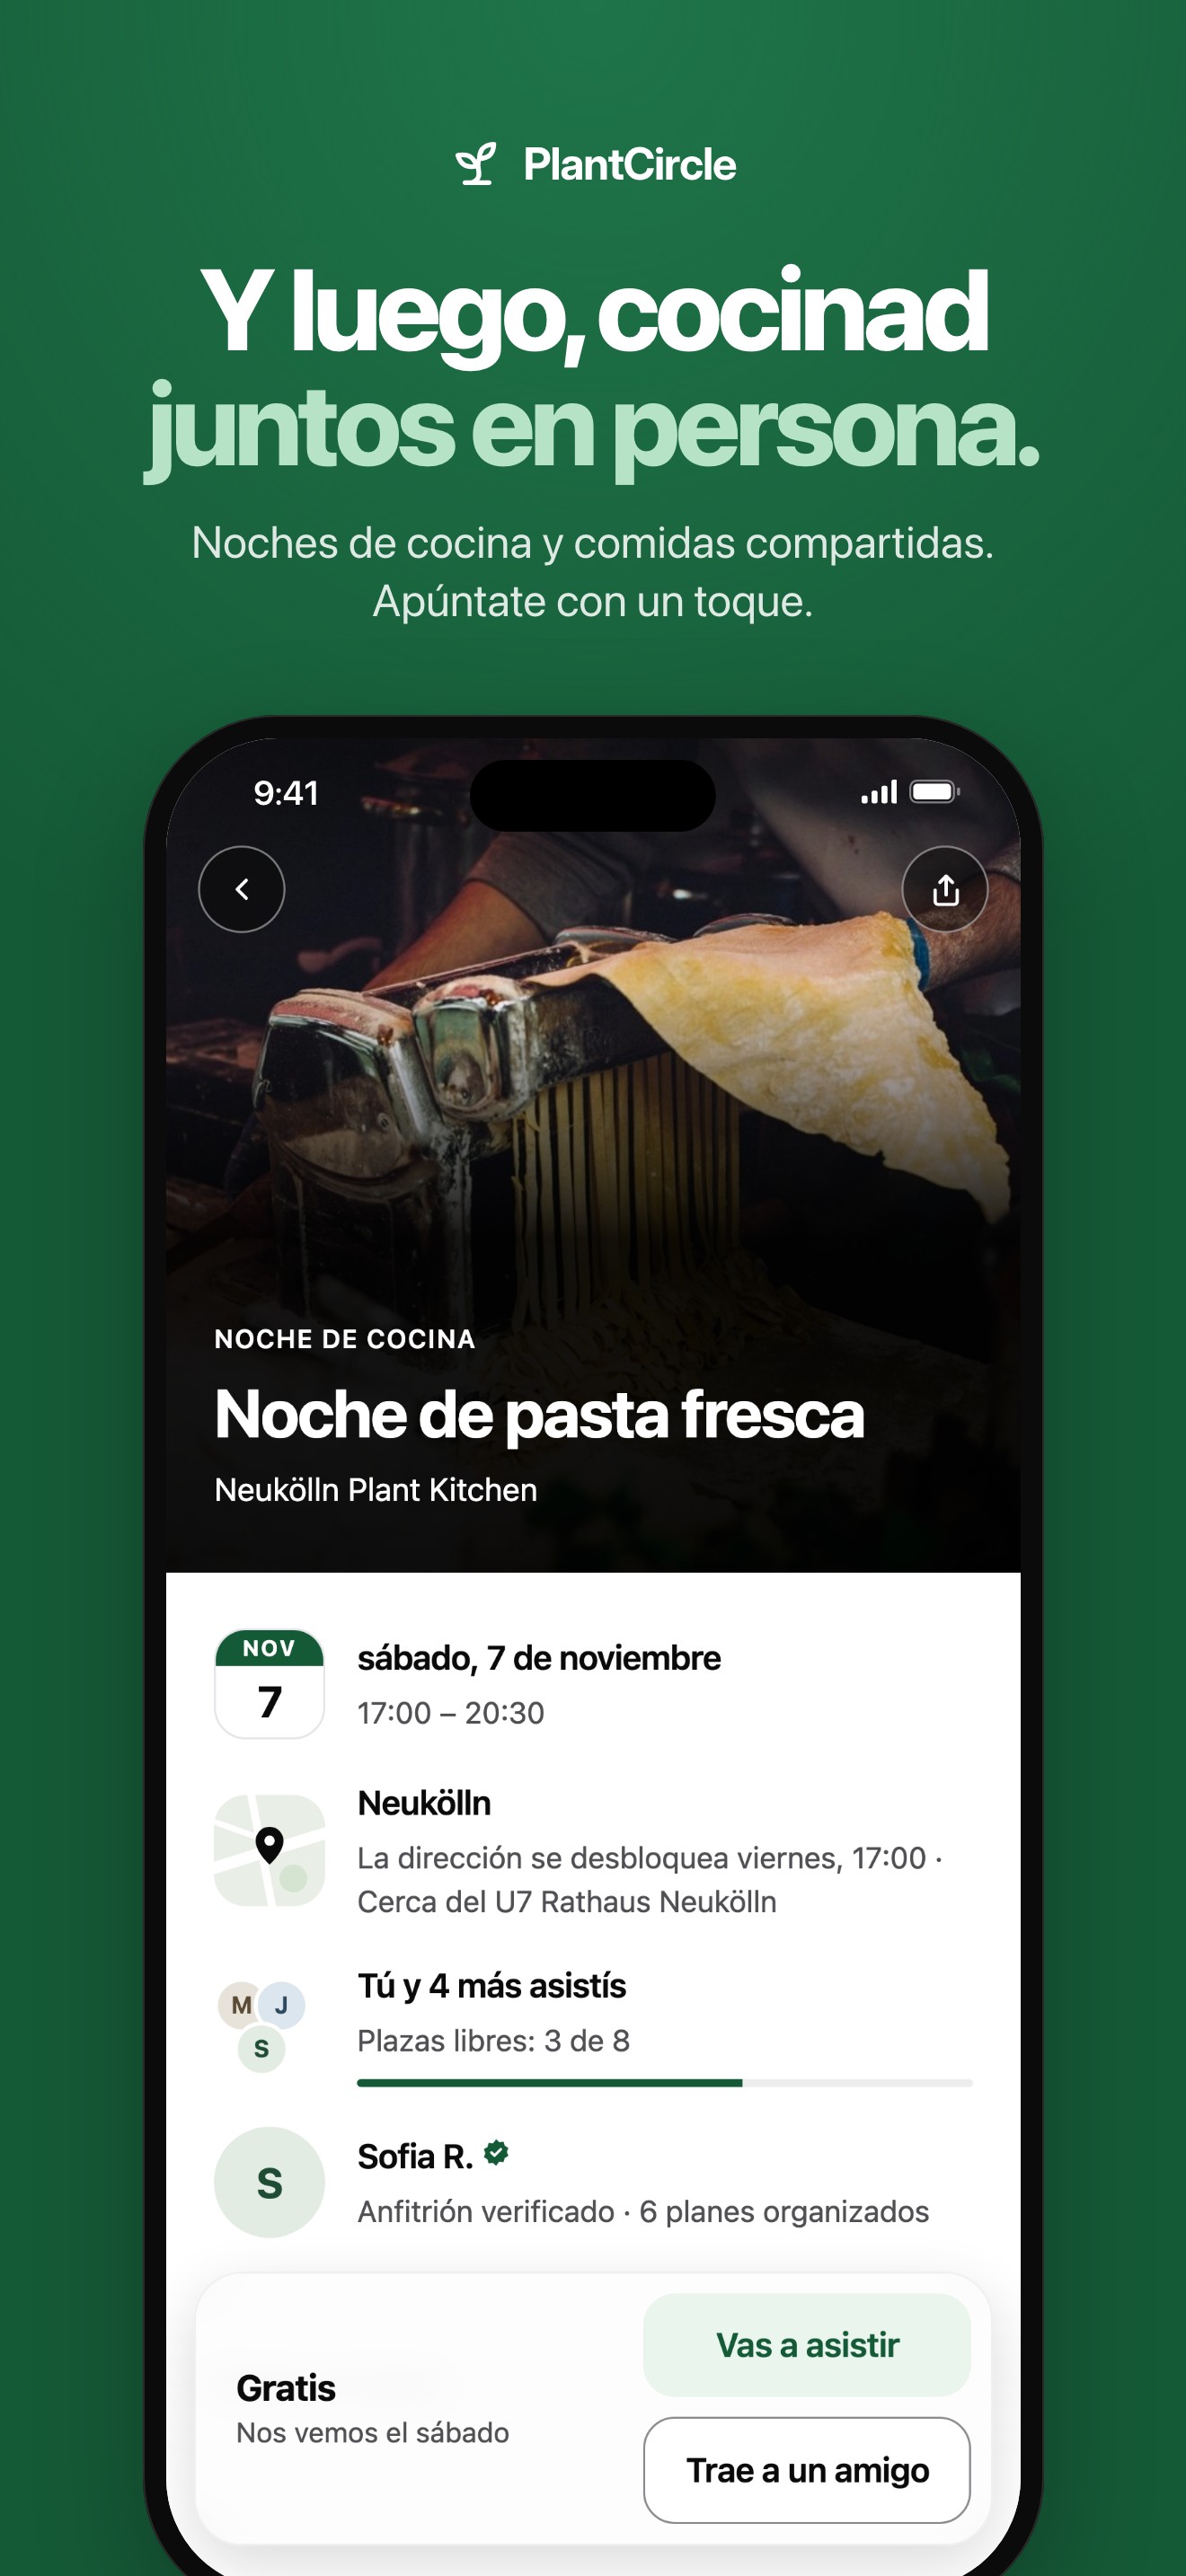 PlantCircle
Y luego, cocinad
juntos en persona.
Noches de cocina y comidas compartidas.
Apúntate con un toque.
9:41
NOCHE DE COCINA
Noche de pasta fresca
Neukölln Plant Kitchen
NOV
7
sábado, 7 de noviembre
17:00 – 20:30
Neukölln
La dirección se desbloquea viernes, 17:00 ·
Cerca del U7 Rathaus Neukölln
M J
S
Tú y 4 más asistís
Plazas libres: 3 de 8
S
Sofia R.
Anfitrión verificado · 6 planes organizados
Gratis
Nos vemos el sábado
Vas a asistir
Trae a un amigo